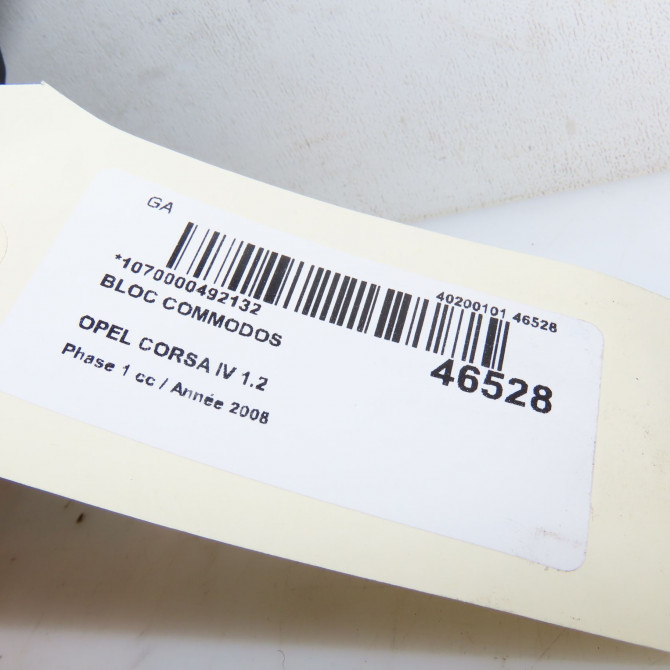 GA
*1070000492132
40200101 46528
BLOC COMMODOS
46528
OPEL CORSA IV 1.2
Phase 1 cc / Année 2008